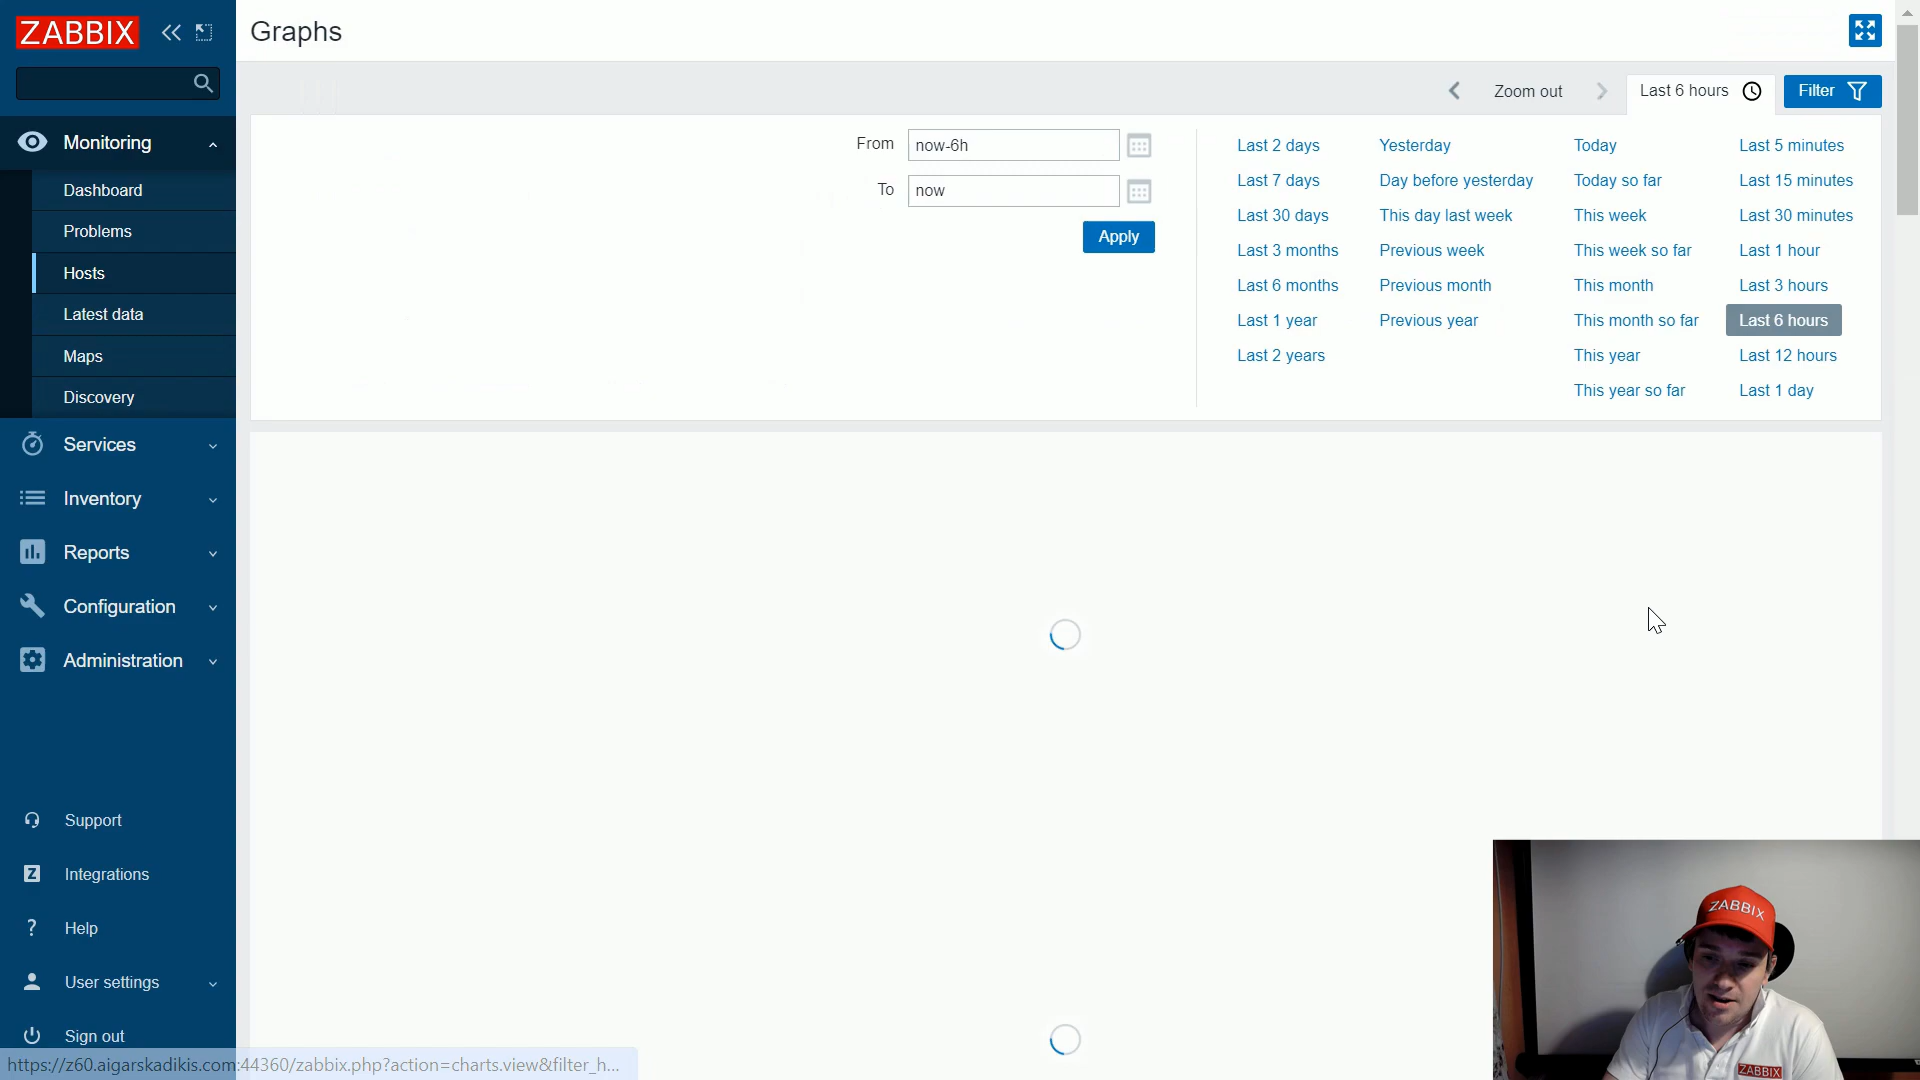 ZABBIX
Graphs
Zoom out
Last 6 hours
Filter
Monitoring
Dashboard
Problems
Hosts
Latest data
Maps
Discovery
Services
Inventory
Reports
Configuration
Administration
Support
Integrations
Help
User settings
Sign out
From
now-6h
To
now
Apply
Last 2 days
Yesterday
Today
Last 5 minutes
Last 7 days
Day before yesterday
Today so far
Last 15 minutes
Last 30 days
This day last week
This week
Last 30 minutes
Last 3 months
Previous week
This week so far
Last 1 hour
Last 6 months
Previous month
This month
Last 3 hours
Last 1 year
Previous year
This month so far
Last 6 hours
Last 2 years
This year
Last 12 hours
This year so far
Last 1 day
ZABBIX
ZABBIX
https://z60.aigarskadikis.com:44360/zabbix.php?action=charts.view&filter_h...